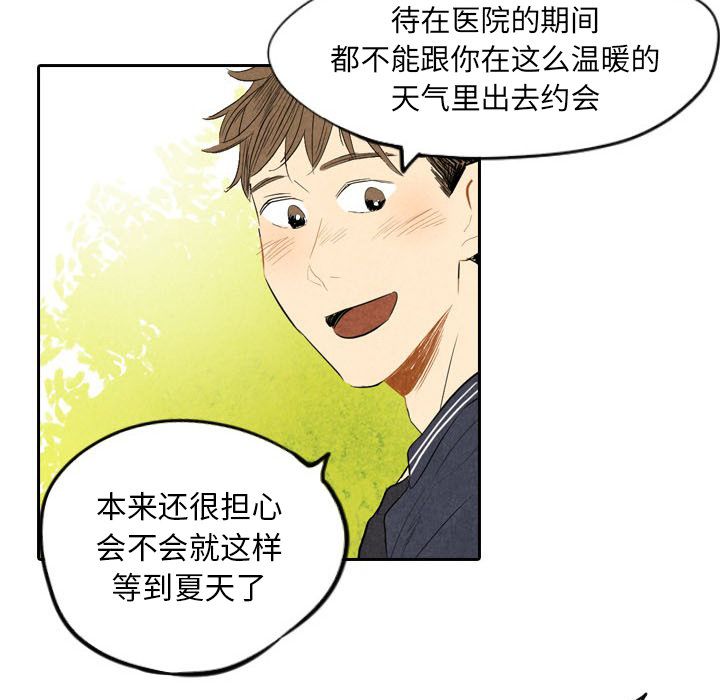 待在医院的期间
都不能跟你在这么温暖的
天气里出去约会
本来还很担心
会不会就这样
等到夏天了